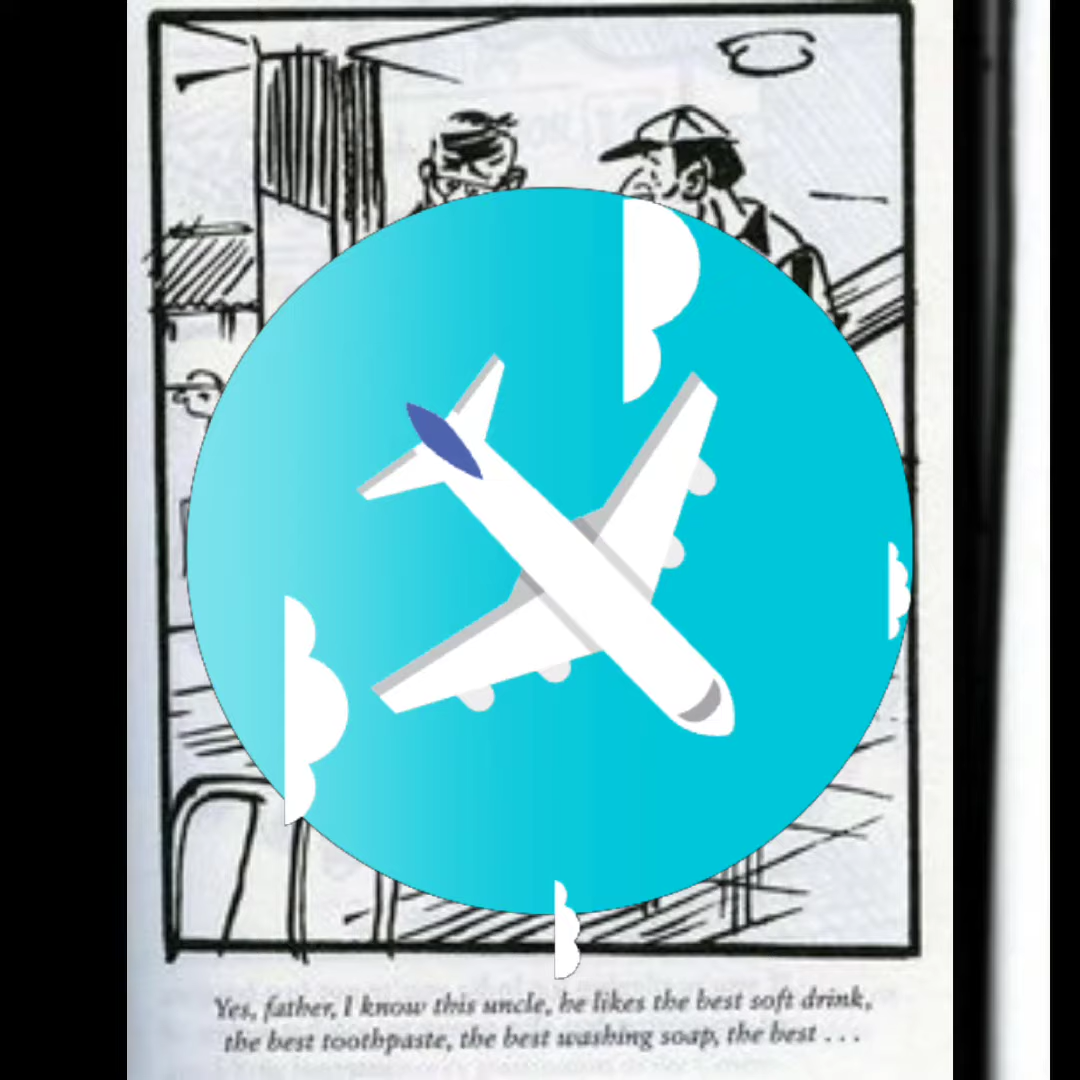 Yes, father, I know this uncle, he likes the best soft drink,
the best toothpaste, the best washing soap, the best . . .